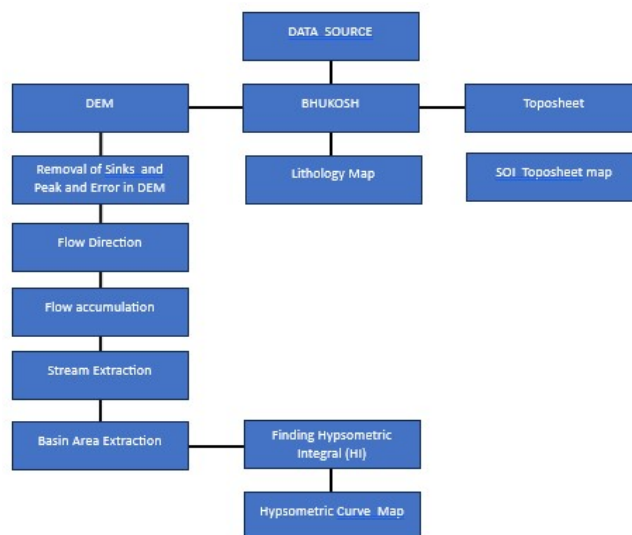 DATA SOURCE
DEM
BHUKOSH
Toposheet
Removal of Sinks and
Peak and Error in DEM
Lithology Map
SOI Toposheet map
Flow Direction
Flow accumulation
Stream Extraction
Basin Area Extraction
Finding Hypsometric
Integral (HI)
Hypsometric Curve Map